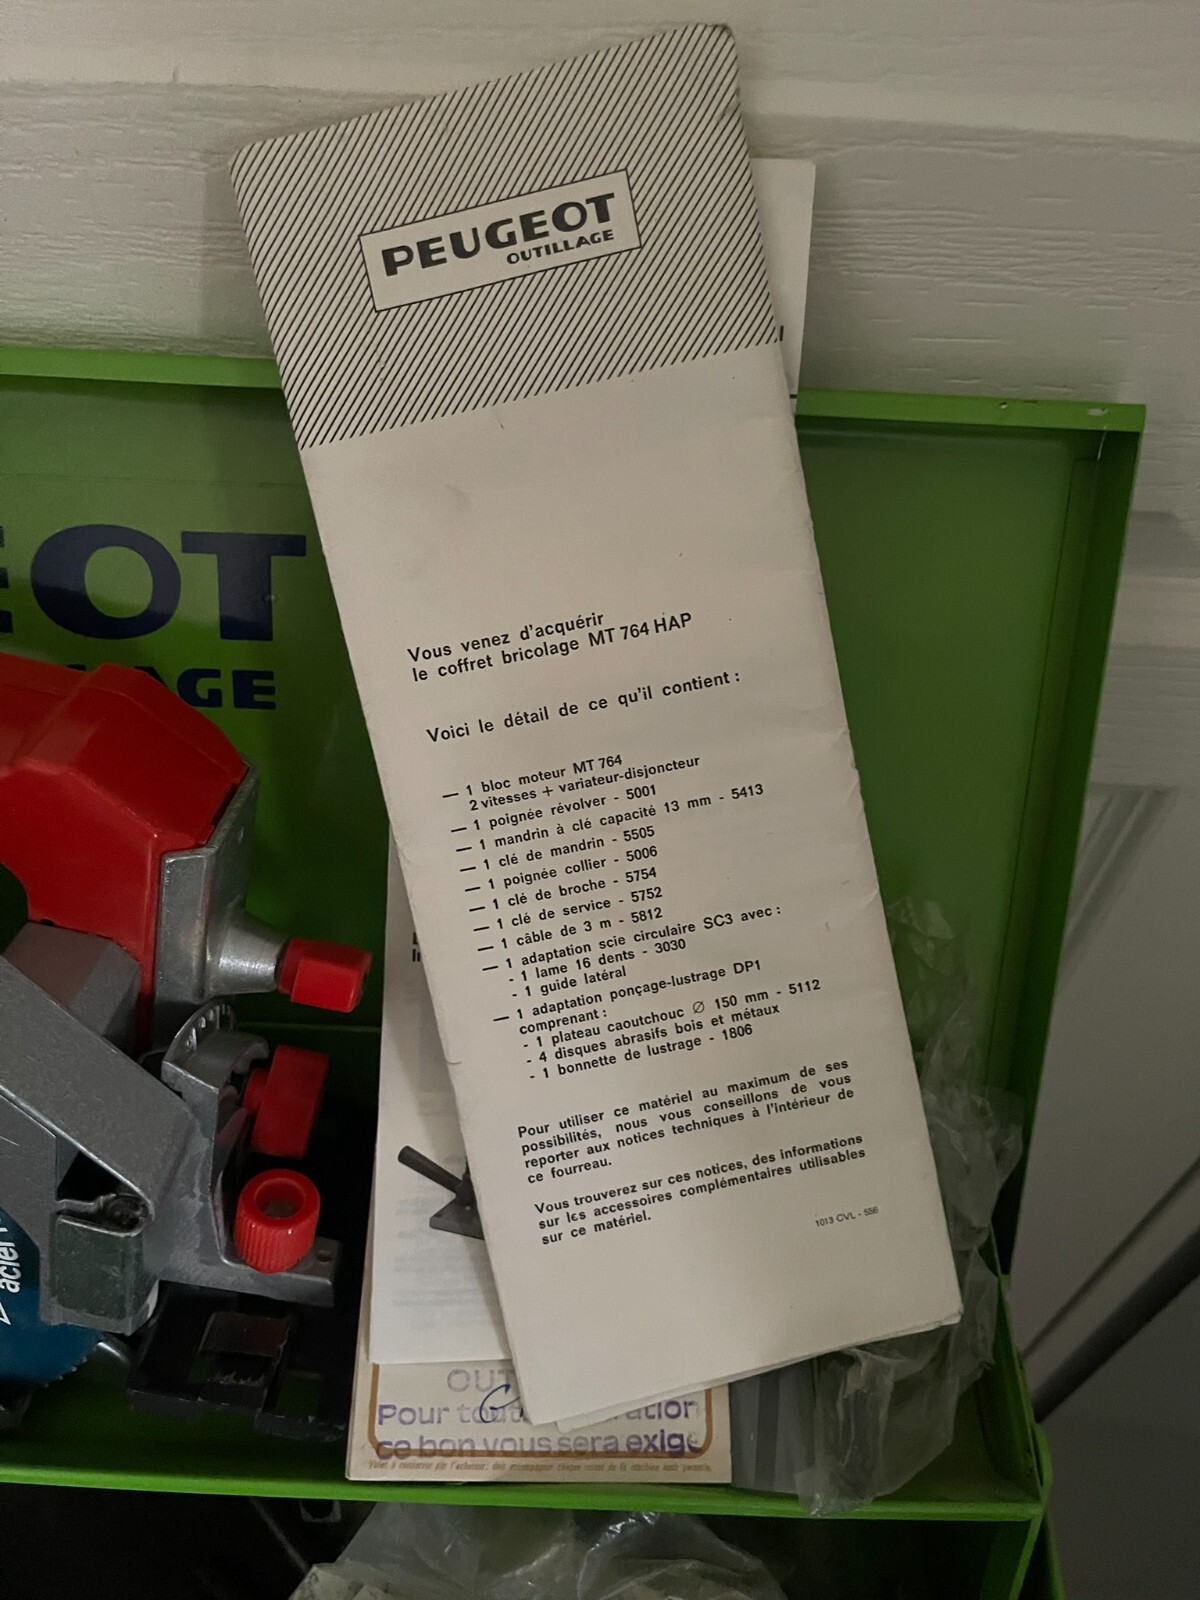 PEUGEOT
OUTILLAGE
Vous venez d'acquérir
le coffret bricolage MT 764 HAP
Voici le détail de ce qu'il contient :
— 1 bloc moteur MT 764
2 vitesses + variateur-disjoncteur
— 1 poignée révolver - 5001
— 1 mandrin à clé capacité 13 mm - 5413
— 1 clé de mandrin - 5505
— 1 poignée collier - 5006
— 1 clé de broche - 5754
— 1 clé de service - 5752
— 1 câble de 3 m - 5812
— 1 adaptation scie circulaire SC3 avec :
- 1 lame 16 dents - 3030
- 1 guide latéral
— 1 adaptation ponçage-lustrage DP1
comprenant :
- 1 plateau caoutchouc Ø 150 mm - 5112
- 4 disques abrasifs bois et métaux
- 1 bonnette de lustrage - 1806
Pour utiliser ce matériel au maximum de ses
possibilités, nous vous conseillons de vous
reporter aux notices techniques à l'intérieur de
ce fourreau.
Vous trouverez sur ces notices, des informations
sur les accessoires complémentaires utilisables
sur ce matériel.
1013 CVL - 556
EOT
AGE
acier
OUT
Pour toute ration
ce bon vous sera exigé